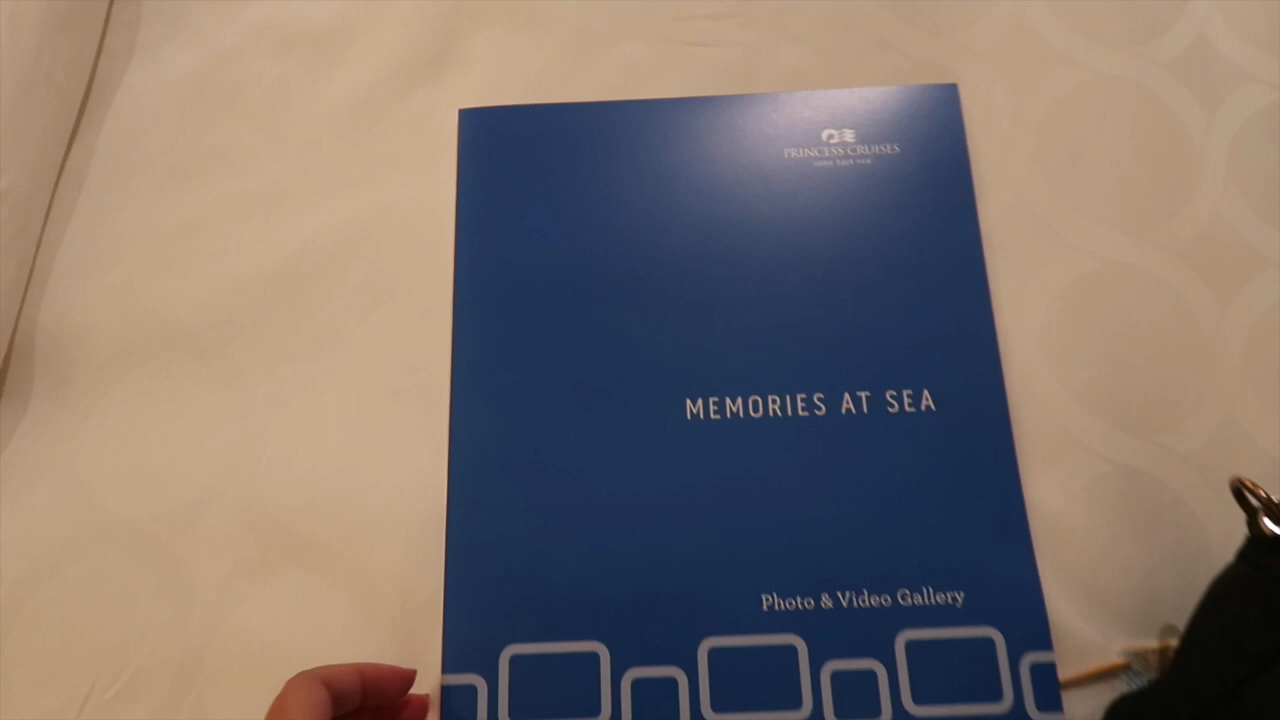 PRINCESS CRUISES
come back new
MEMORIES AT SEA
Photo & Video Gallery